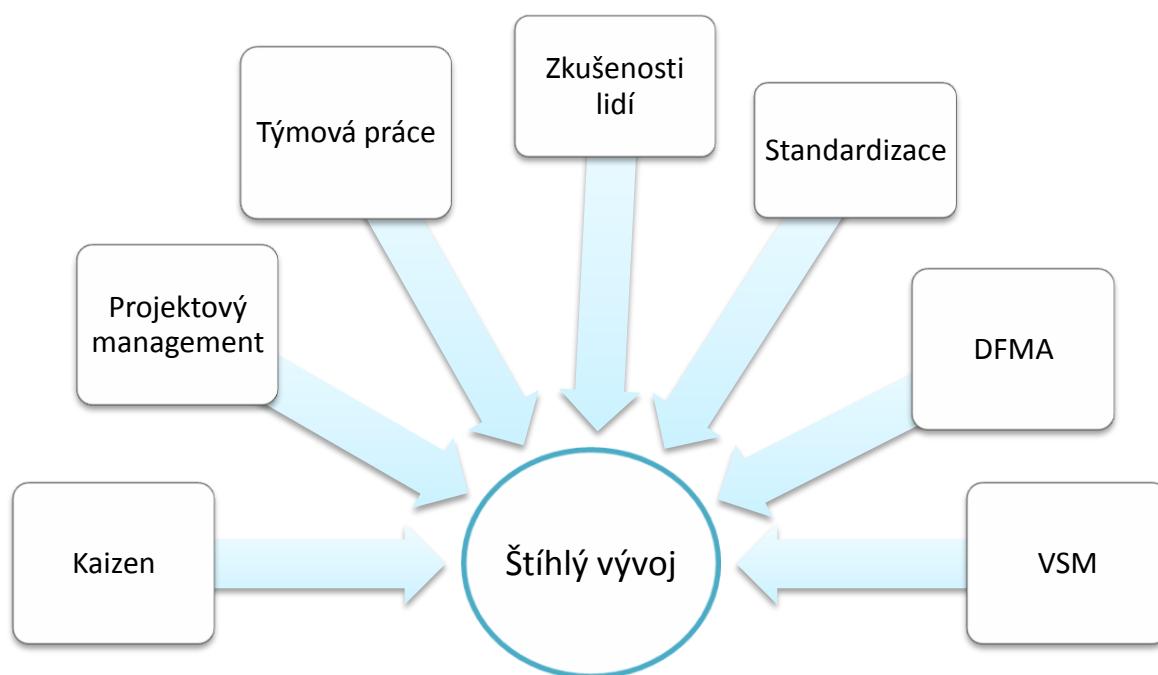 Zkušenosti
lidí
Týmová práce
Standardizace
Projektový
management
DFMA
Kaizen
Štíhlý vývoj
VSM